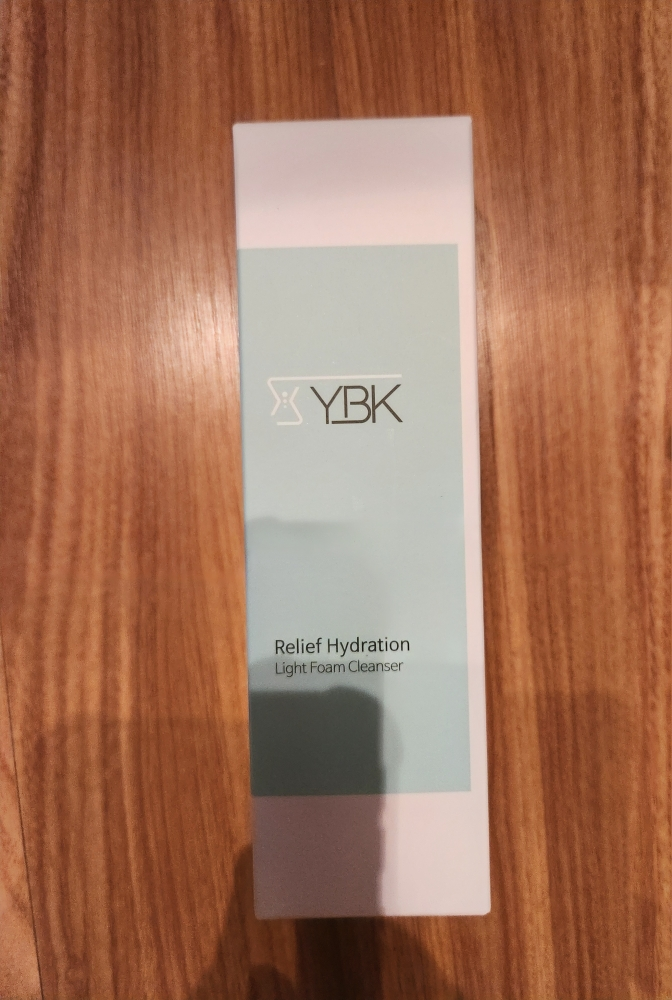 YBK
Relief Hydration
Light Foam Cleanser